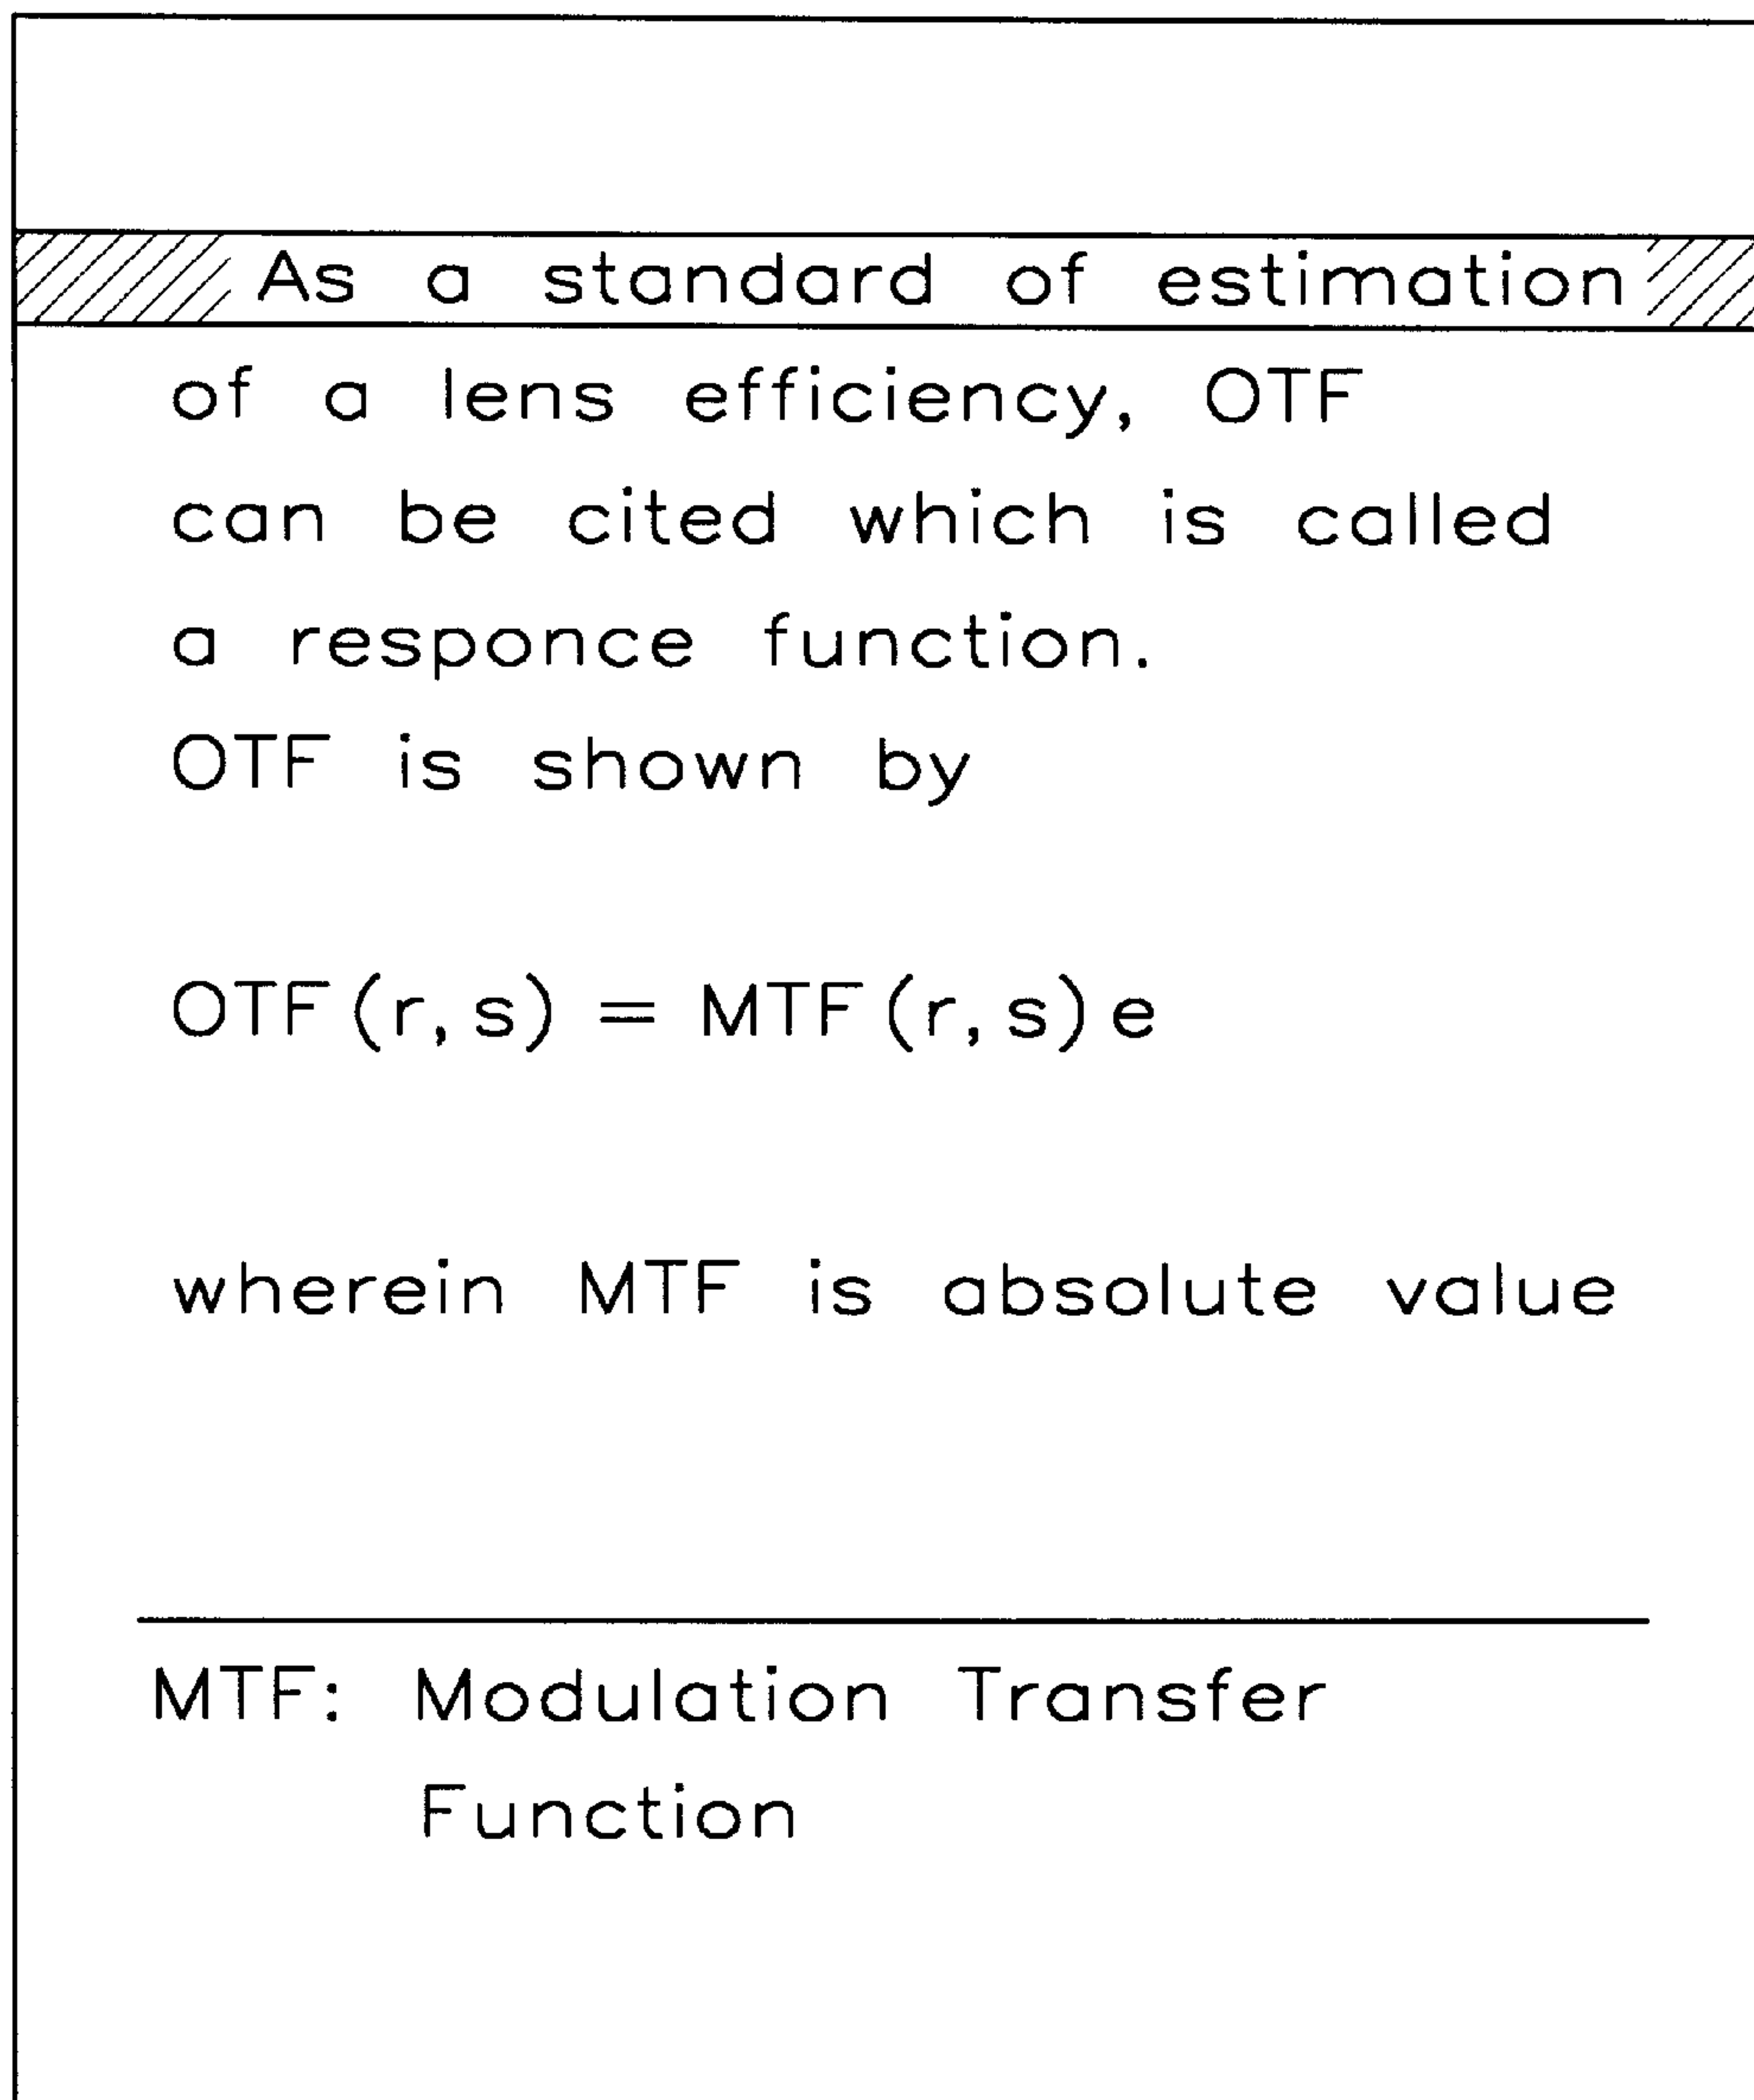 As a standard of estimation
of a lens efficiency, OTF
can be cited which is called
a responce function.
OTF is shown by
OTF(r, s) = MTF(r, s)e
wherein MTF is absolute value
MTF: Modulation Transfer
Function